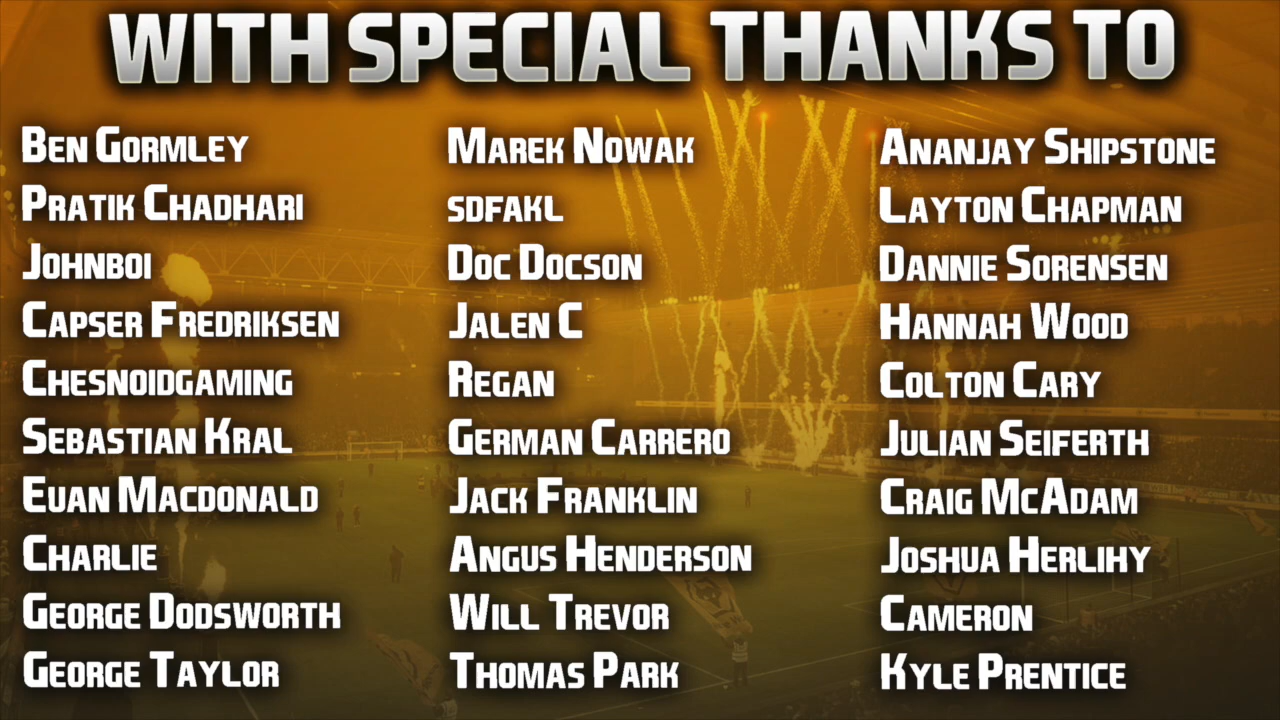 WITH SPECIAL THANKS TO
BEN GORMLEY
PRATIK CHADHARI
JOHNBOI
CAPSER FREDRIKSEN
CHESNOIDGAMING
SEBASTIAN KRAL
EUAN MACDONALD
CHARLIE
GEORGE DODSWORTH
GEORGE TAYLOR
MAREK NOWAK
SDFAKL
DOC DOCSON
JALEN C
REGAN
GERMAN CARRERO
JACK FRANKLIN
ANGUS HENDERSON
WILL TREVOR
THOMAS PARK
ANANJAY SHIPSTONE
LAYTON CHAPMAN
DANNIE SORENSEN
HANNAH WOOD
COLTON CARY
JULIAN SEIFERTH
CRAIG MCADAM
JOSHUA HERLIHY
CAMERON
KYLE PRENTICE